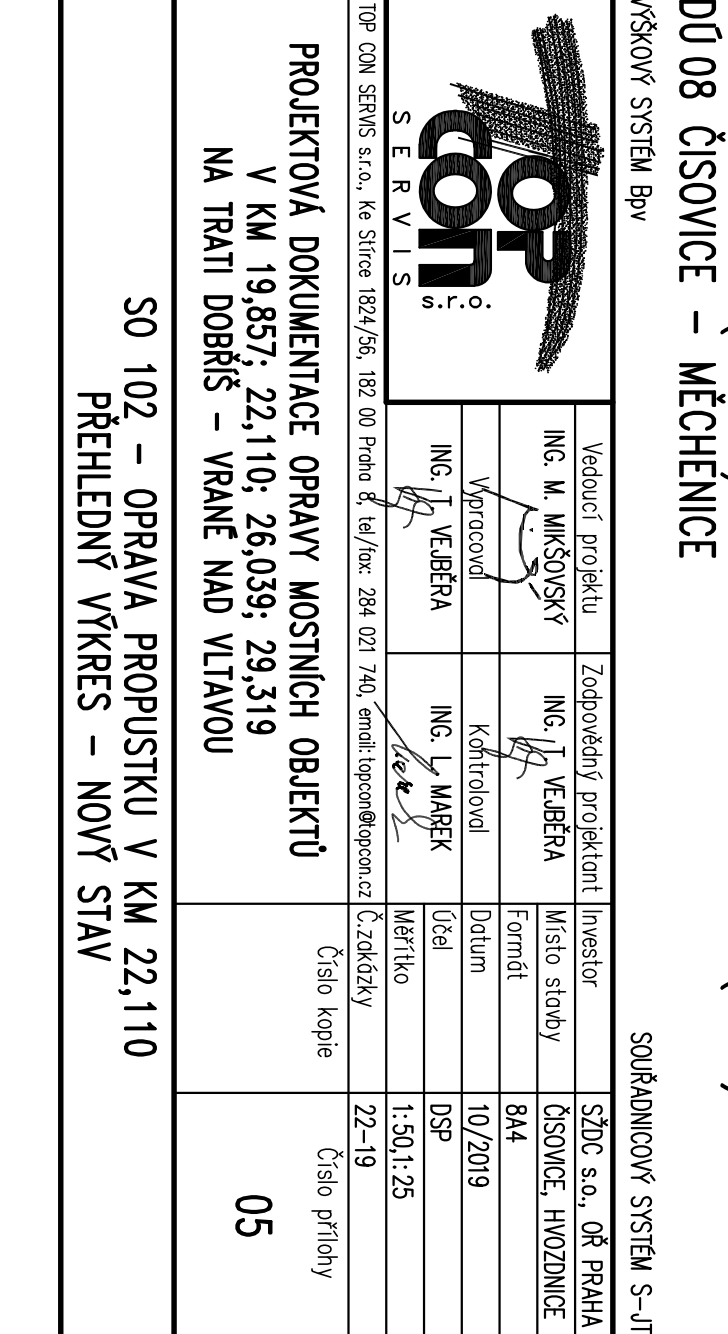 DÚ 08 ČISOVICE – MĚCHENICE
VÝŠKOVÝ SYSTÉM Bpv
SOUŘADNICOVÝ SYSTÉM S-JT
TOP
CON
SERVIS
s.r.o.
Vedoucí projektu
Zodpovědný projektant
Investor
SŽDC s.o., OŘ PRAHA
ING. M. MIKŠOVSKÝ
ING. T. VEJBĚRA
Místo stavby
ČISOVICE, HVOZDNICE
Formát
8A4
Vypracoval
Kontroloval
Datum
10/2019
ING. T. VEJBĚRA
ING. L. MAREK
Účel
DSP
Měřítko
1:50,1:25
TOP CON SERVIS s.r.o., Ke Stírce 1824/56, 182 00 Praha 8, tel/fax: 284 021 740, email: topcon@topcon.cz
Č.zakázky
22-19
PROJEKTOVÁ DOKUMENTACE OPRAVY MOSTNÍCH OBJEKTŮ
V KM 19,857; 22,110; 26,039; 29,319
NA TRATI DOBŘÍŠ – VRANÉ NAD VLTAVOU
Číslo kopie
Číslo přílohy
05
SO 102 – OPRAVA PROPUSTKU V KM 22,110
PŘEHLEDNÝ VÝKRES – NOVÝ STAV